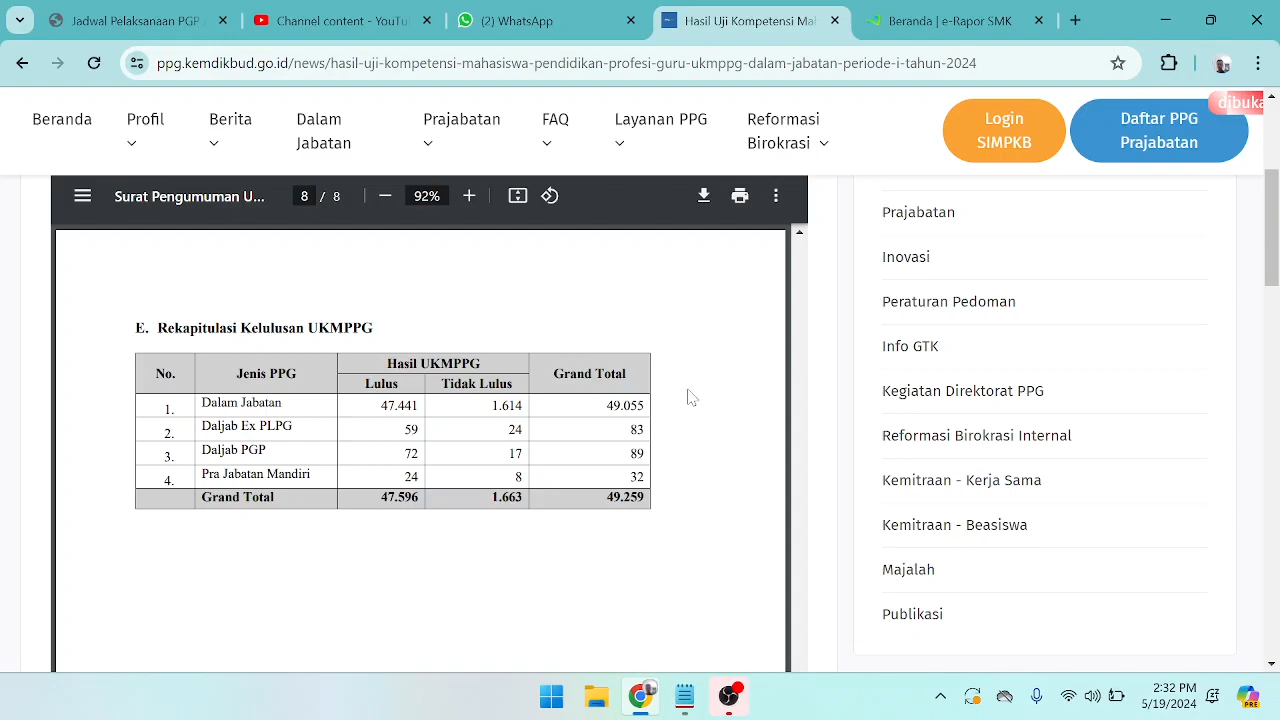 Jadwal Pelaksanaan PGP
Channel content - YouTu
(2) WhatsApp
Hasil Uji Kompetensi Mah
Beranda | e-Rapor SMK
ppg.kemdikbud.go.id/news/hasil-uji-kompetensi-mahasiswa-pendidikan-profesi-guru-ukmppg-dalam-jabatan-periode-i-tahun-2024
Beranda
Profil
Berita
Dalam
Jabatan
Prajabatan
FAQ
Layanan PPG
Reformasi
Birokrasi
Login
SIMPKB
dibuka
Daftar PPG
Prajabatan
Surat Pengumuman U...
8 / 8
92%
E. Rekapitulasi Kelulusan UKMPPG
No. Jenis PPG Hasil UKMPPG Grand Total
Lulus Tidak Lulus
1. Dalam Jabatan 47.441 1.614 49.055
2. Daljab Ex PLPG 59 24 83
3. Daljab PGP 72 17 89
4. Pra Jabatan Mandiri 24 8 32
Grand Total 47.596 1.663 49.259
Prajabatan
Inovasi
Peraturan Pedoman
Info GTK
Kegiatan Direktorat PPG
Reformasi Birokrasi Internal
Kemitraan - Kerja Sama
Kemitraan - Beasiswa
Majalah
Publikasi
2:32 PM
5/19/2024
PRE